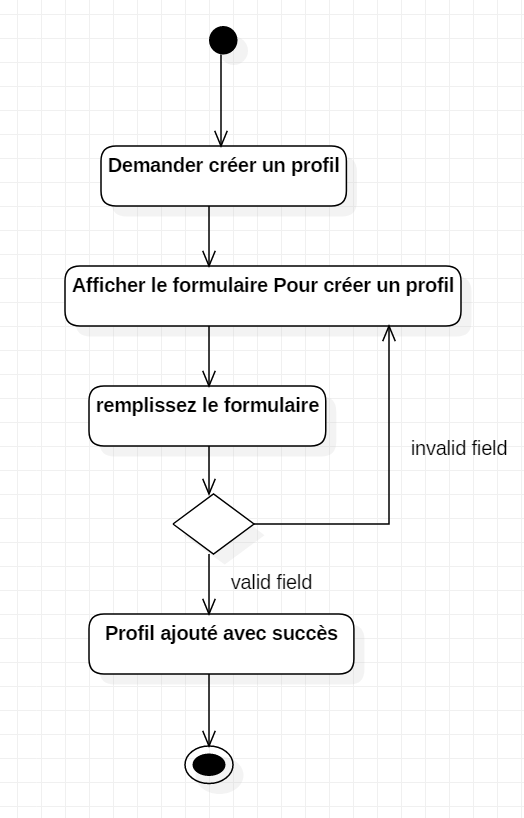 Demander créer un profil
Afficher le formulaire Pour créer un profil
remplissez le formulaire
invalid field
valid field
Profil ajouté avec succès